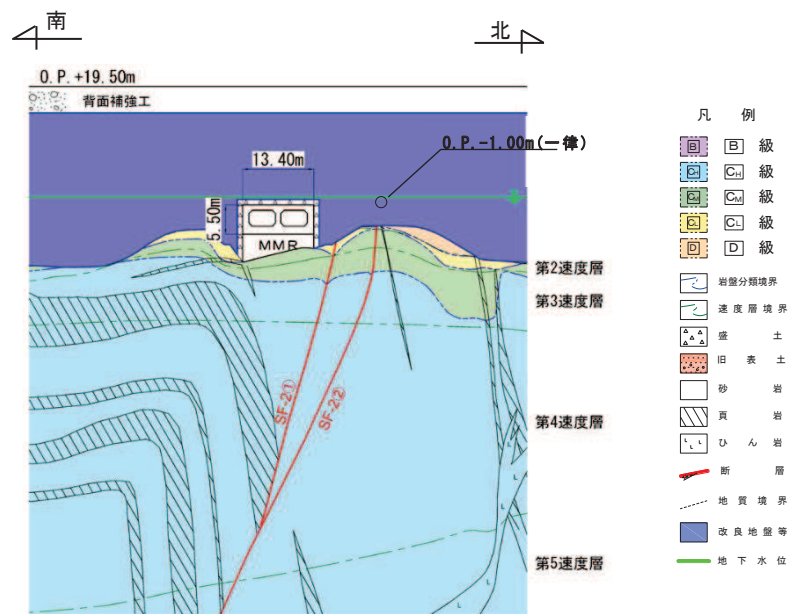 南
北
O.P.+19.50m
背面補強工
O.P.-1.00m(一律)
13.40m
5.50m
MMR
第2速度層
第3速度層
SF-2①
SF-2②
第4速度層
第5速度層
凡 例
B B 級
CH CH 級
CM CM 級
CL CL 級
D D 級
岩盤分類境界
速度層境界
盛土
旧表土
砂岩
頁岩
ひん岩
断層
地質境界
改良地盤等
地下水位